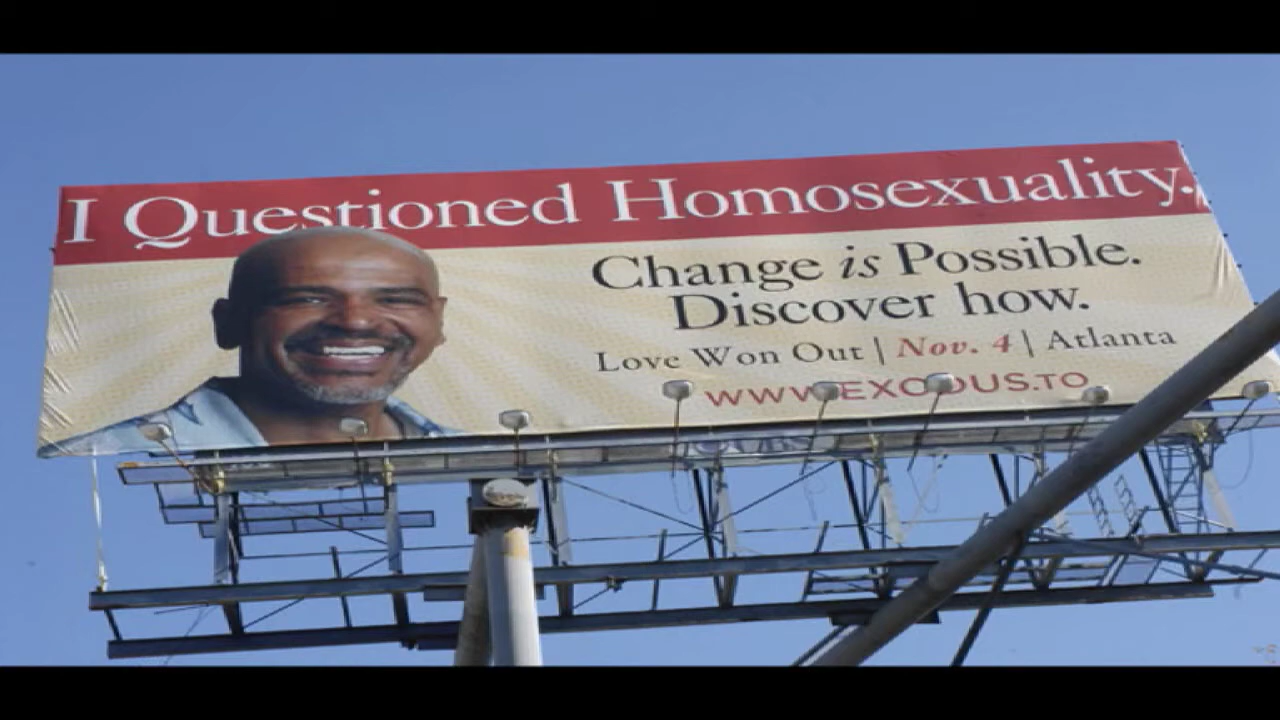 I Questioned Homosexuality.
Change is Possible.
Discover how.
Love Won Out | Nov. 4 | Atlanta
WWW.EXODUS.TO